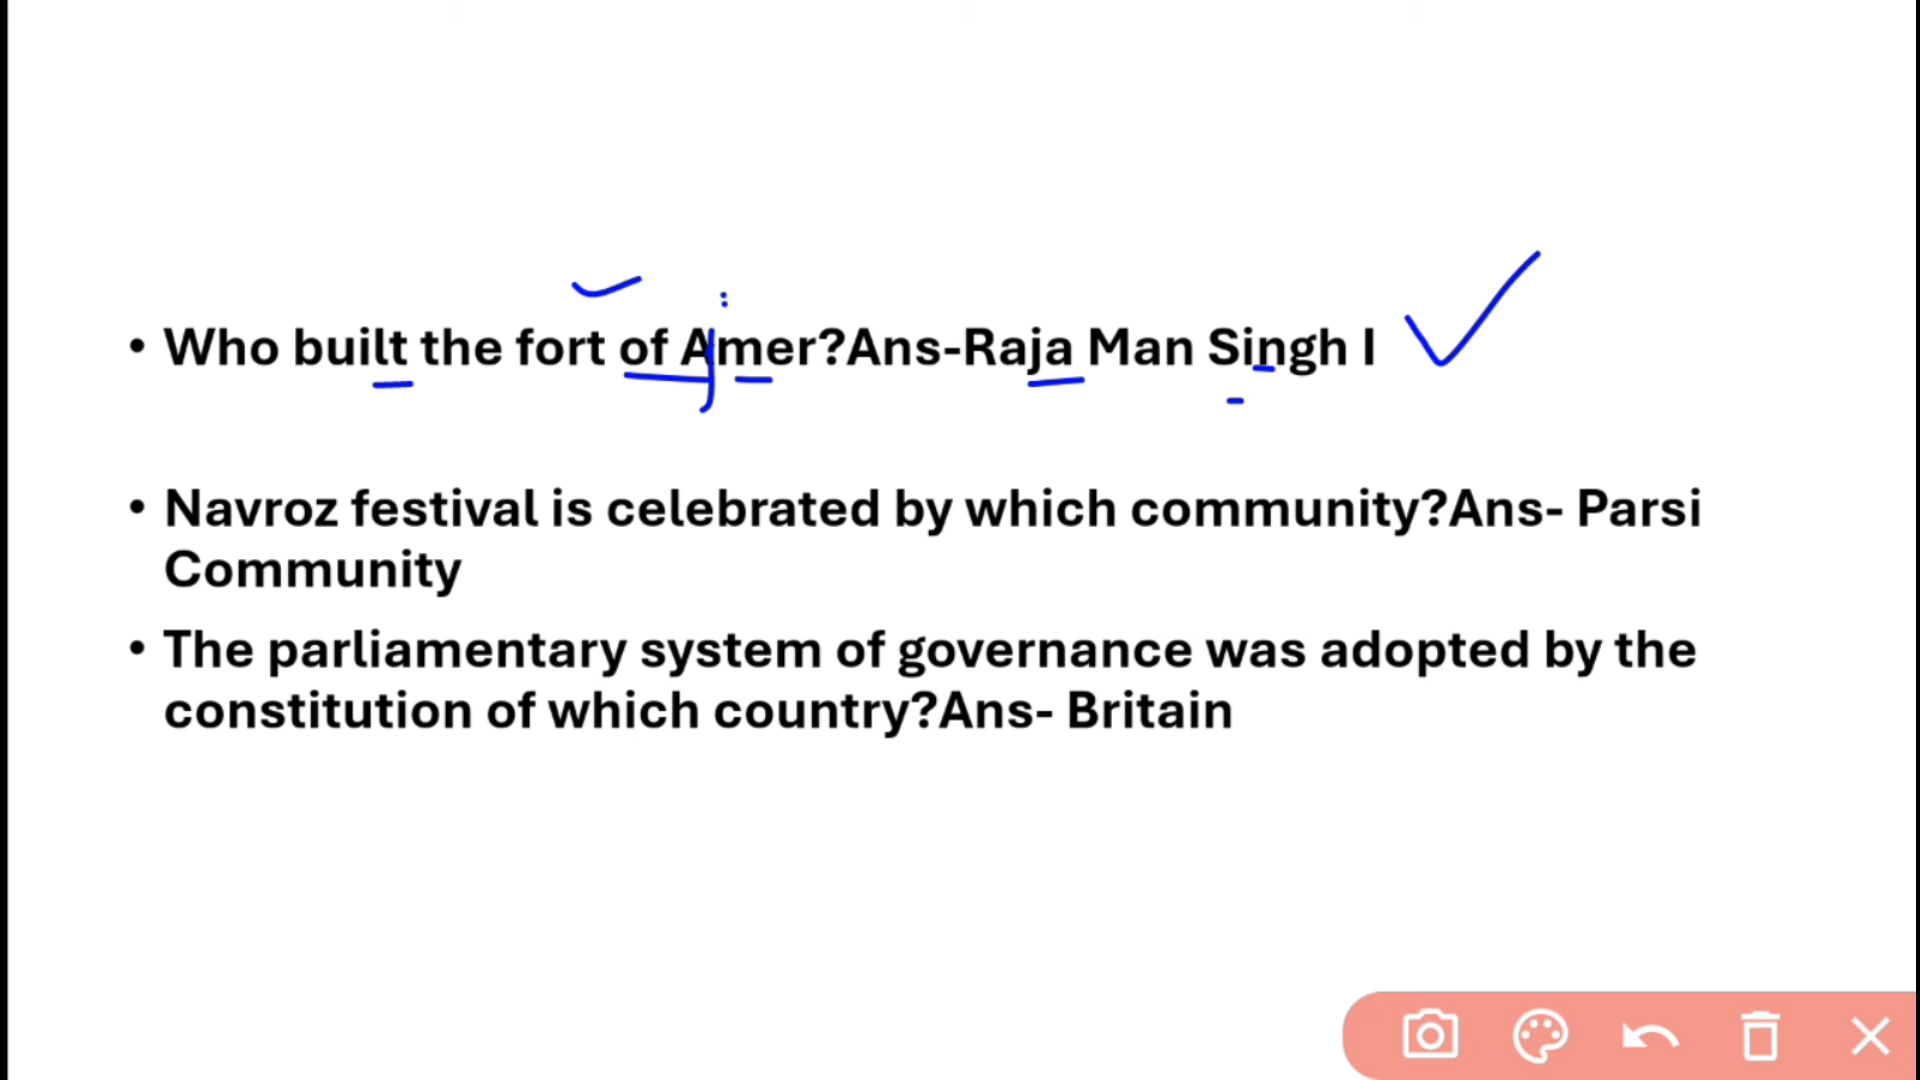 • Who built the fort of Ajmer?Ans-Raja Man Singh I
• Navroz festival is celebrated by which community?Ans- Parsi
Community
• The parliamentary system of governance was adopted by the
constitution of which country?Ans- Britain